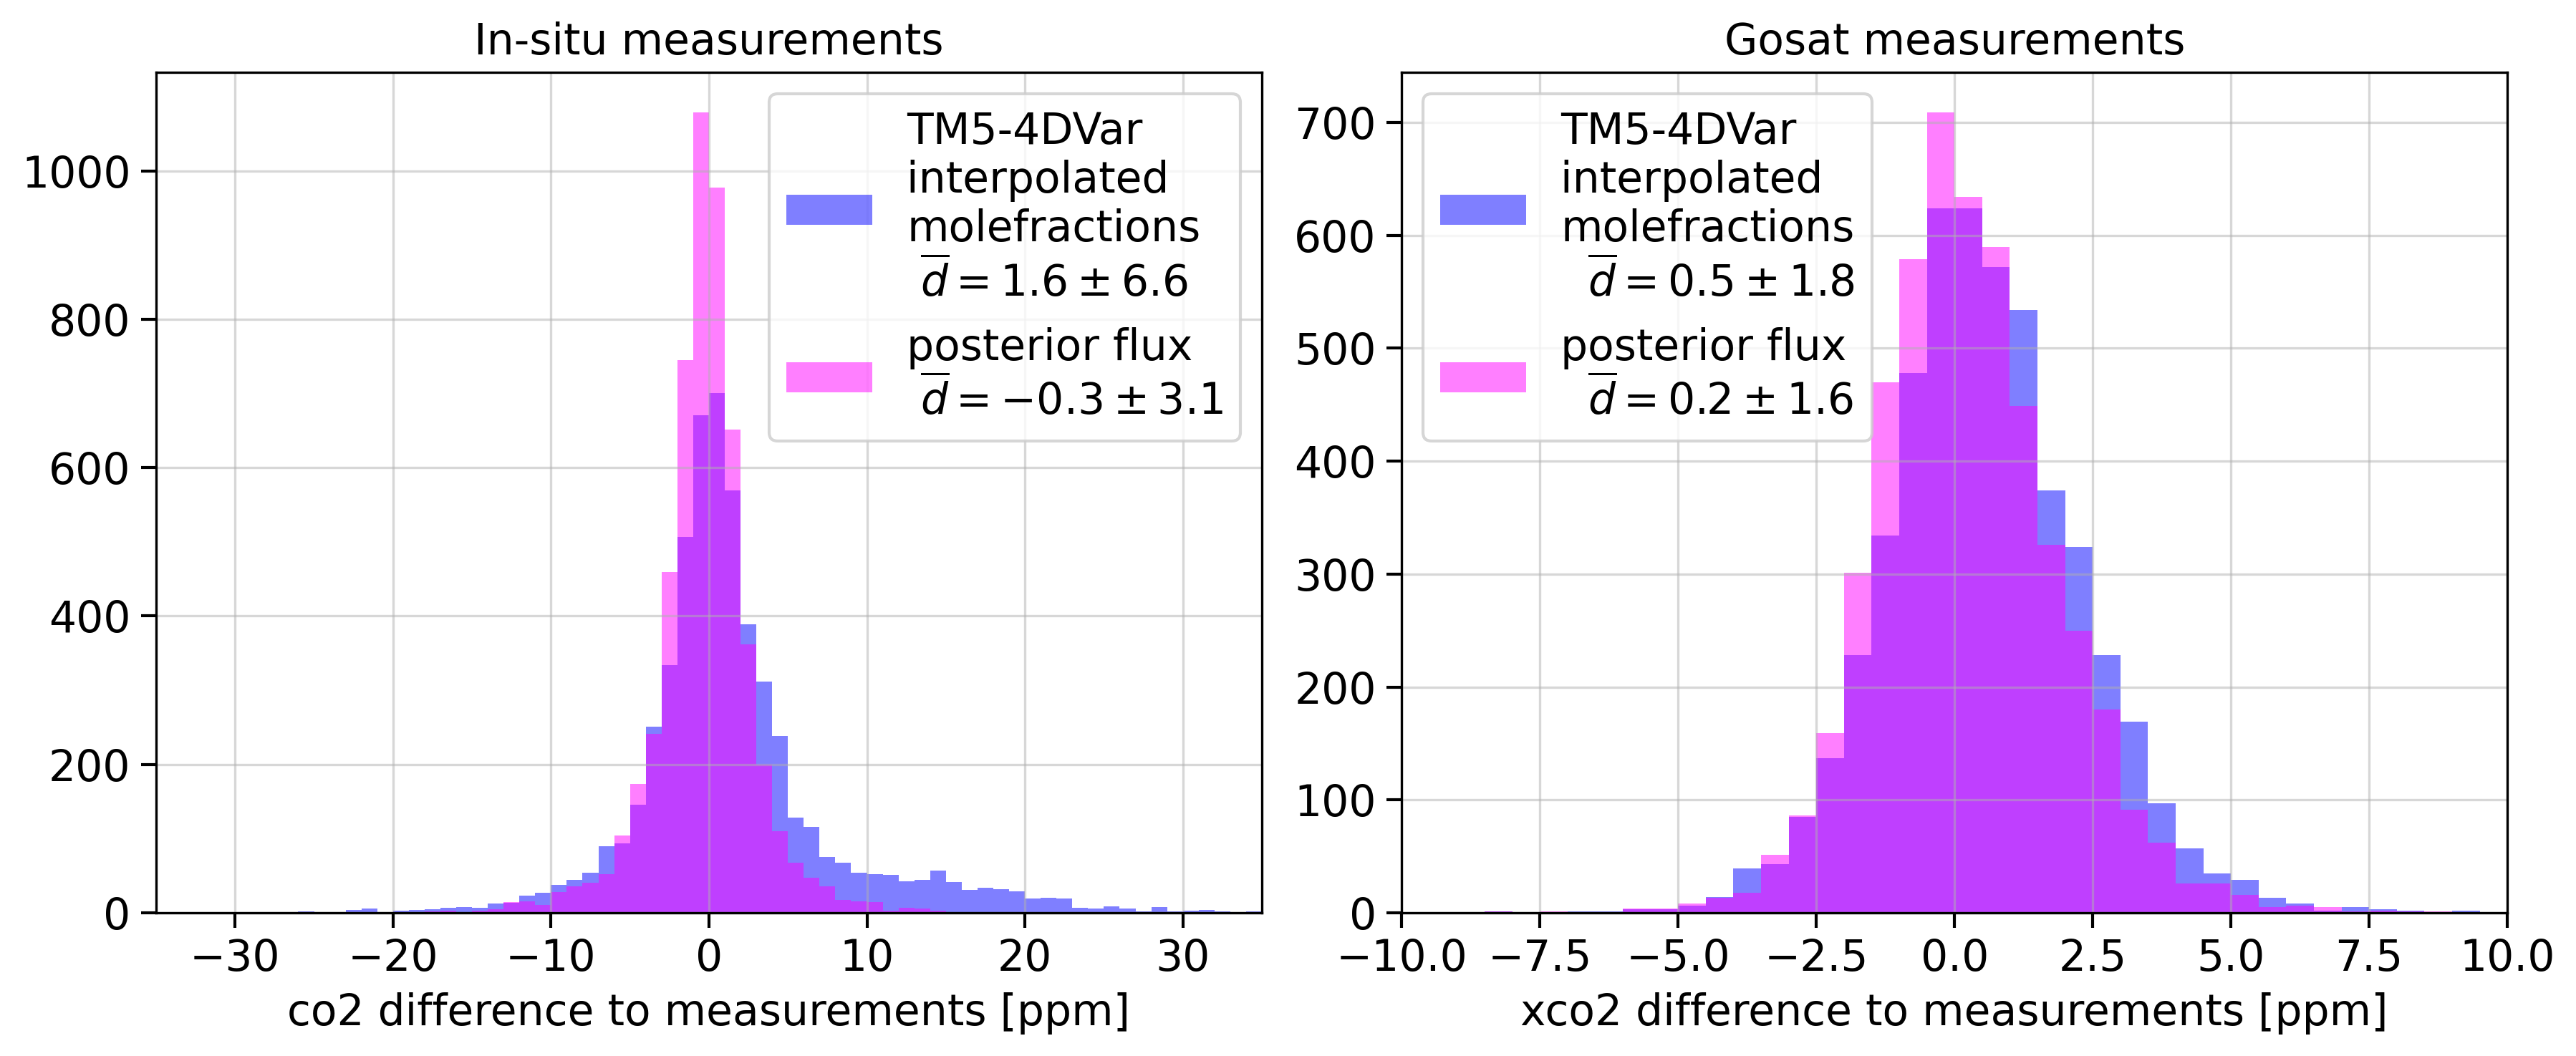 In-situ measurements
1000
800
600
400
200
0
−30 −20 −10 0 10 20 30
co2 difference to measurements [ppm]
TM5-4DVar
interpolated
molefractions
d̅ = 1.6 ± 6.6
posterior flux
d̅ = −0.3 ± 3.1
Gosat measurements
700
600
500
400
300
200
100
0
−10.0 −7.5 −5.0 −2.5 0.0 2.5 5.0 7.5 10.0
xco2 difference to measurements [ppm]
TM5-4DVar
interpolated
molefractions
d̅ = 0.5 ± 1.8
posterior flux
d̅ = 0.2 ± 1.6